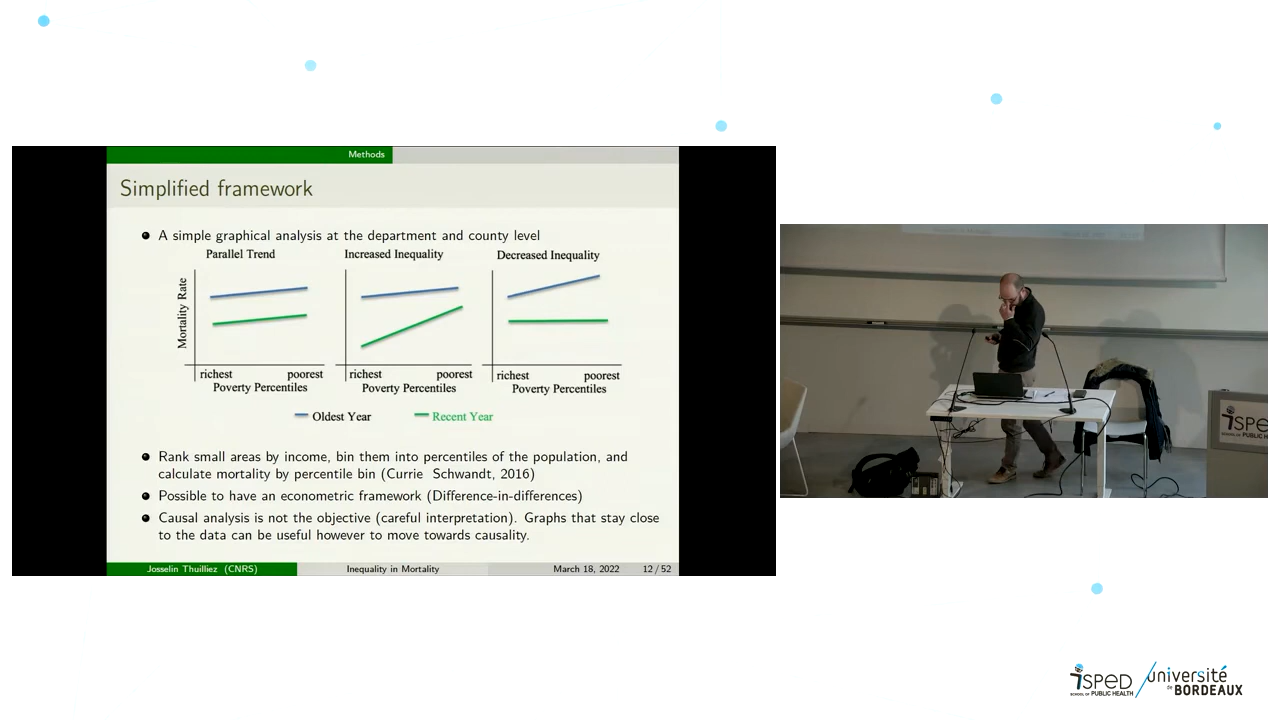 Methods
Simplified framework
A simple graphical analysis at the department and county level
Parallel Trend
Increased Inequality
Decreased Inequality
Mortality Rate
richest poorest
Poverty Percentiles
richest poorest
Poverty Percentiles
richest poorest
Poverty Percentiles
Oldest Year
Recent Year
Rank small areas by income, bin them into percentiles of the population, and
calculate mortality by percentile bin (Currie Schwandt, 2016)
Possible to have an econometric framework (Difference-in-differences)
Causal analysis is not the objective (careful interpretation). Graphs that stay close
to the data can be useful however to move towards causality.
Josselin Thuilliez (CNRS) Inequality in Mortality March 18, 2022 12 / 52
iSPED
SCHOOL OF PUBLIC HEALTH
université
de BORDEAUX